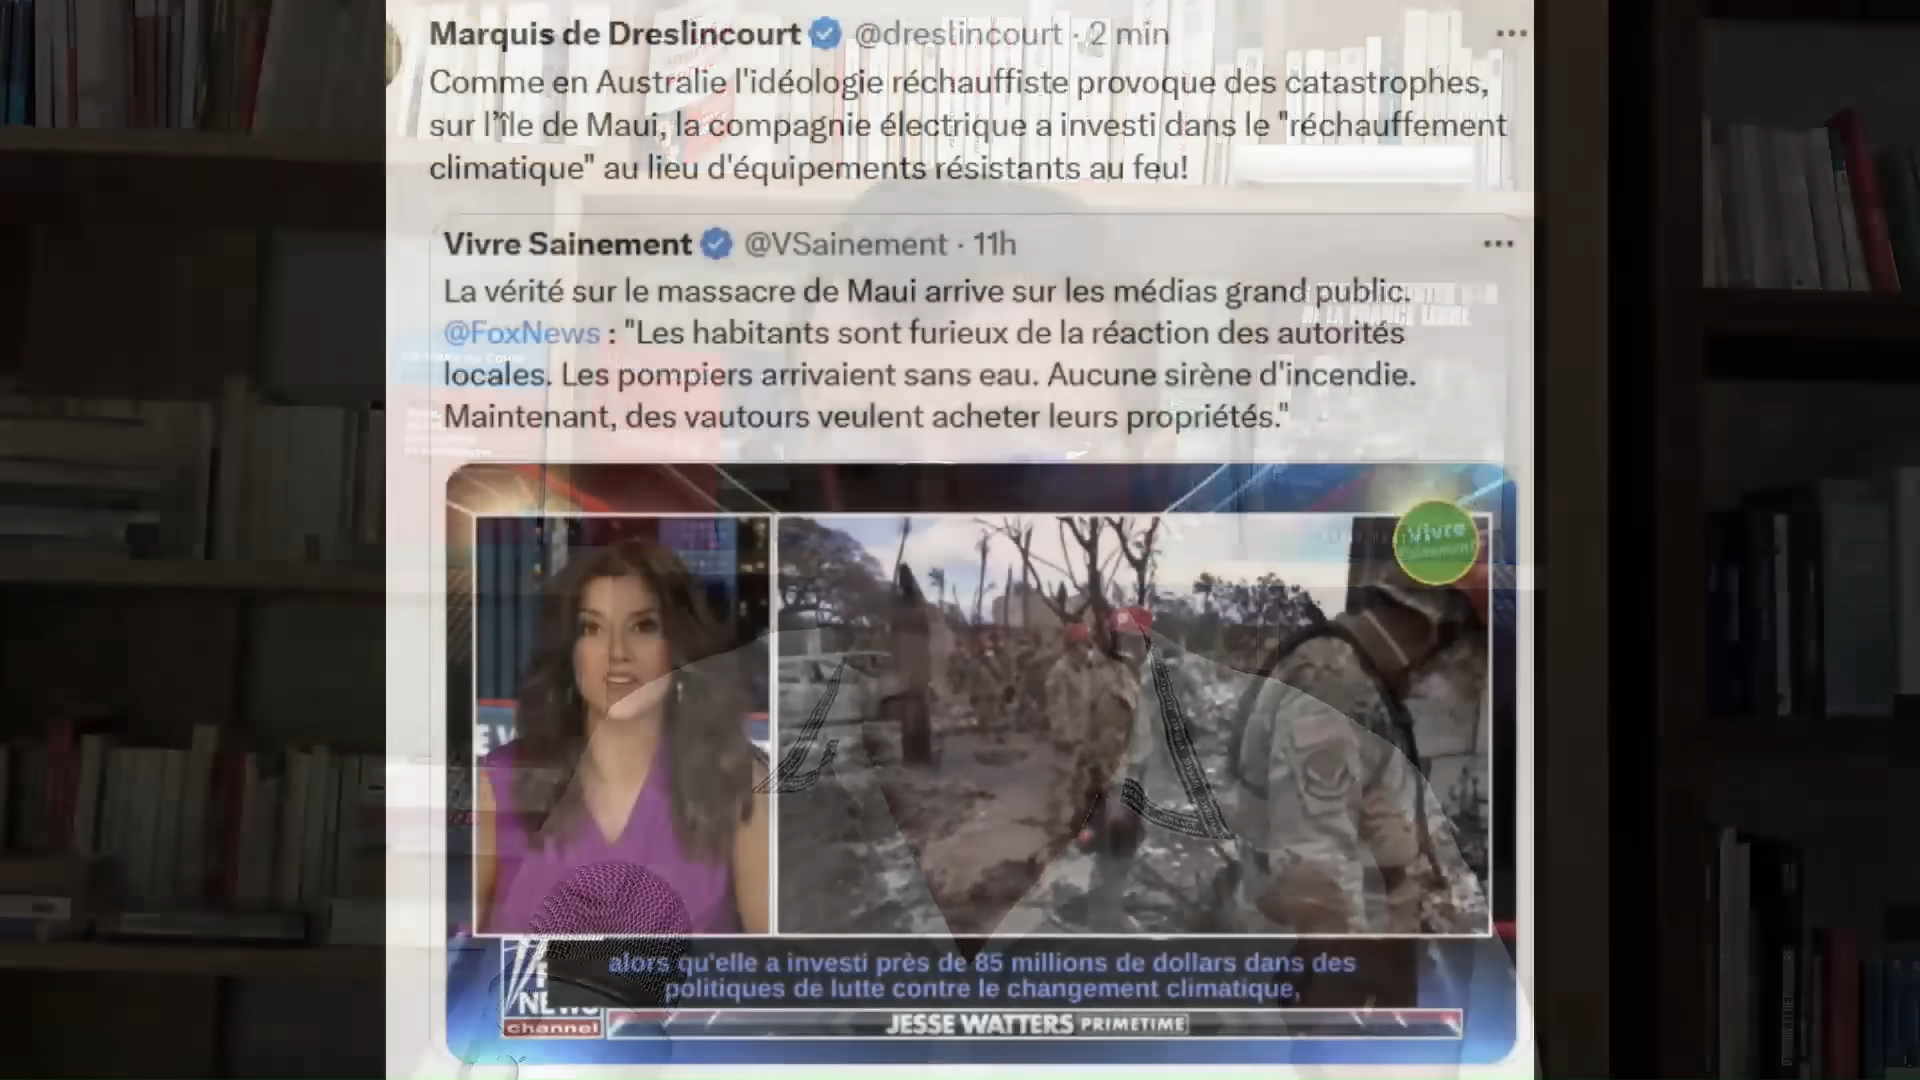 Marquis de Dreslincourt @dreslincourt · 2 min
Comme en Australie l'idéologie réchauffiste provoque des catastrophes,
sur l'île de Maui, la compagnie électrique a investi dans le "réchauffement
climatique" au lieu d'équipements résistants au feu!
Vivre Sainement @VSainement · 11h
La vérité sur le massacre de Maui arrive sur les médias grand public.
@FoxNews : "Les habitants sont furieux de la réaction des autorités
locales. Les pompiers arrivaient sans eau. Aucune sirène d'incendie.
Maintenant, des vautours veulent acheter leurs propriétés."
Vivre
Sainement
alors qu'elle a investi près de 85 millions de dollars dans des
politiques de lutte contre le changement climatique,
NEWS
channel
JESSE WATTERS PRIMETIME